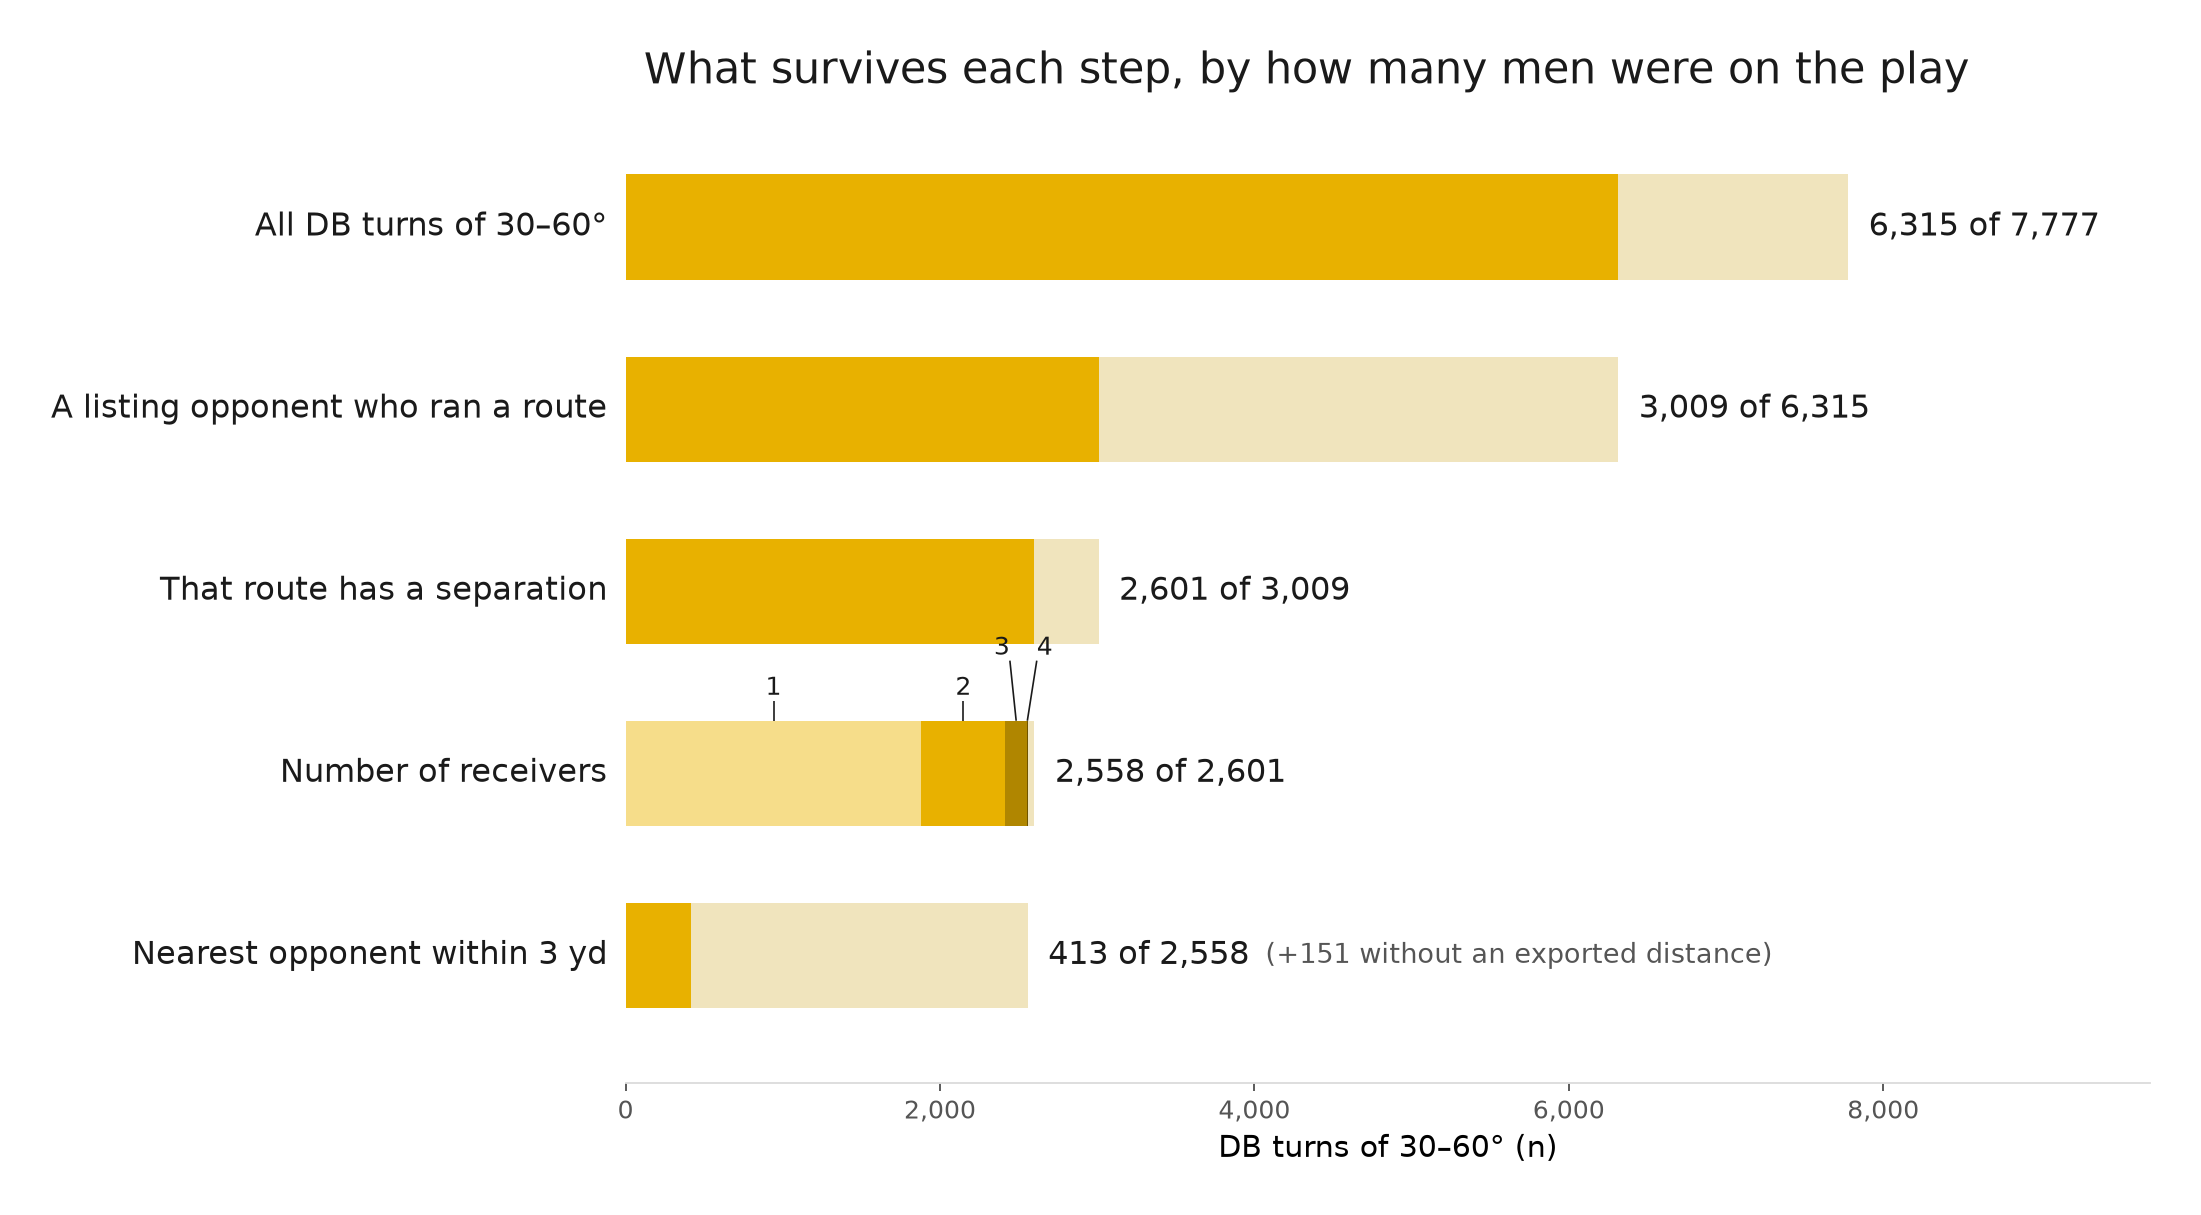 What survives each step, by how many men were on the play
All DB turns of 30–60°
6,315 of 7,777
A listing opponent who ran a route
3,009 of 6,315
That route has a separation
2,601 of 3,009
3 4
1 2
Number of receivers
2,558 of 2,601
Nearest opponent within 3 yd
413 of 2,558 (+151 without an exported distance)
0 2,000 4,000 6,000 8,000
DB turns of 30–60° (n)